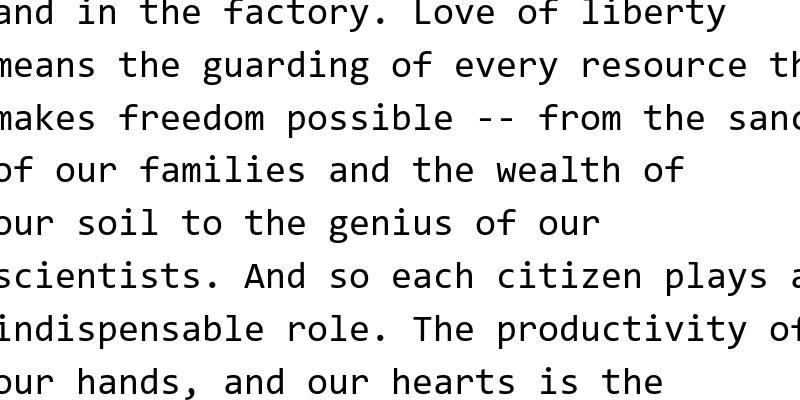 and in the factory. Love of liberty
means the guarding of every resource th
makes freedom possible -- from the sanc
of our families and the wealth of
our soil to the genius of our
scientists. And so each citizen plays a
indispensable role. The productivity of
our hands, and our hearts is the